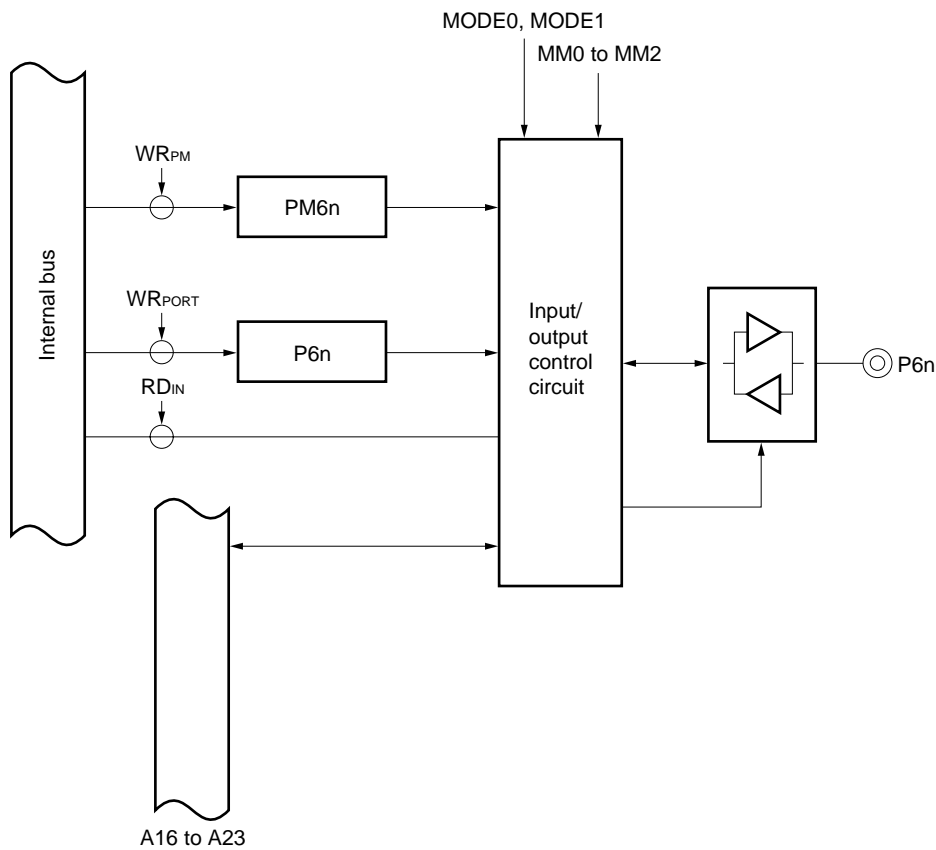 MODE0, MODE1
MM0 to MM2
WRPM
PM6n
Internal bus
WRPORT
P6n
Input/
output
control
circuit
P6n
RDIN
A16 to A23